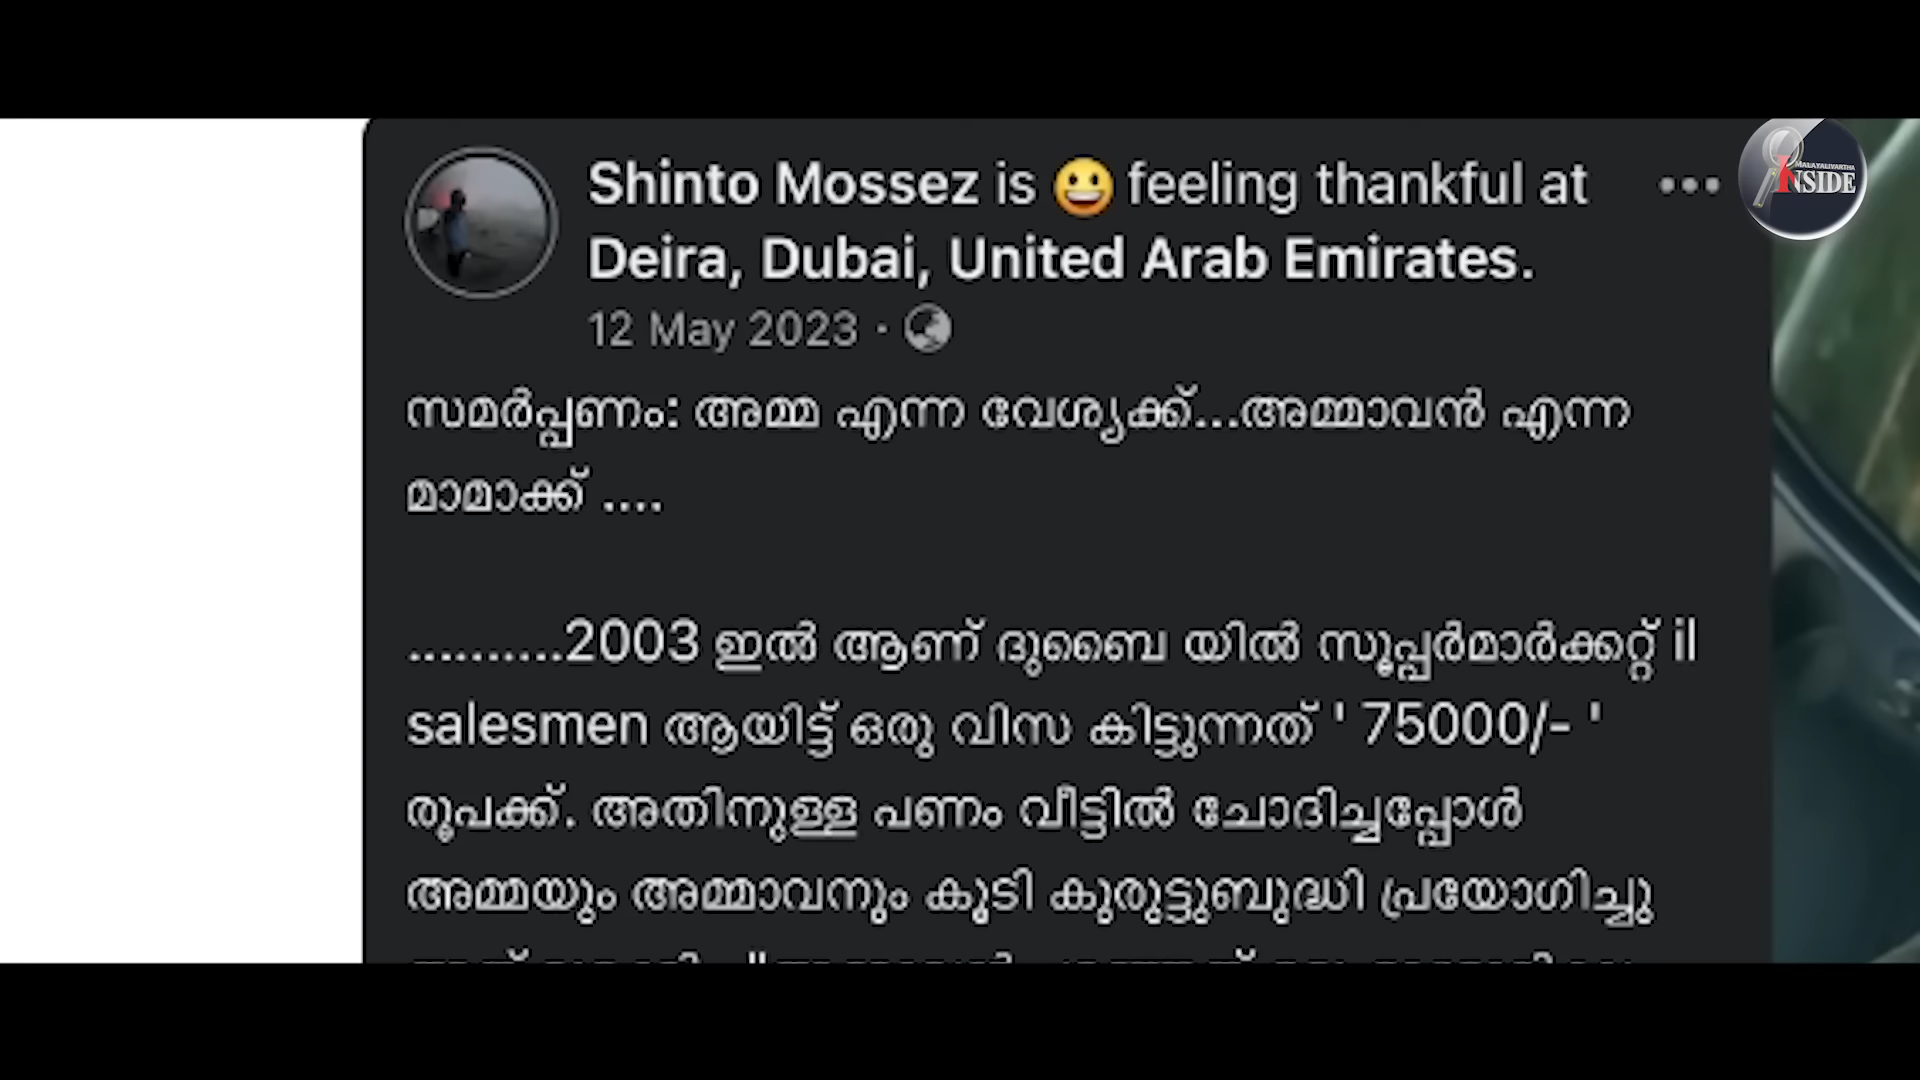 Shinto Mossez is 😀 feeling thankful at
Deira, Dubai, United Arab Emirates.
12 May 2023 ·
സമർപ്പണം: അമ്മ എന്ന വേശ്യക്ക്...അമ്മാവൻ എന്ന
മാമാക്ക് ....
..........2003 ഇൽ ആണ് ദുബൈ യിൽ സൂപ്പർമാർക്കറ്റ് il
salesmen ആയിട്ട് ഒരു വിസ കിട്ടുന്നത് ' 75000/- '
രൂപക്ക്. അതിനുള്ള പണം വീട്ടിൽ ചോദിച്ചപ്പോൾ
അമ്മയും അമ്മാവനും കൂടി കുരുട്ടുബുദ്ധി പ്രയോഗിച്ചു
MALAYALIVARTHA
INSIDE